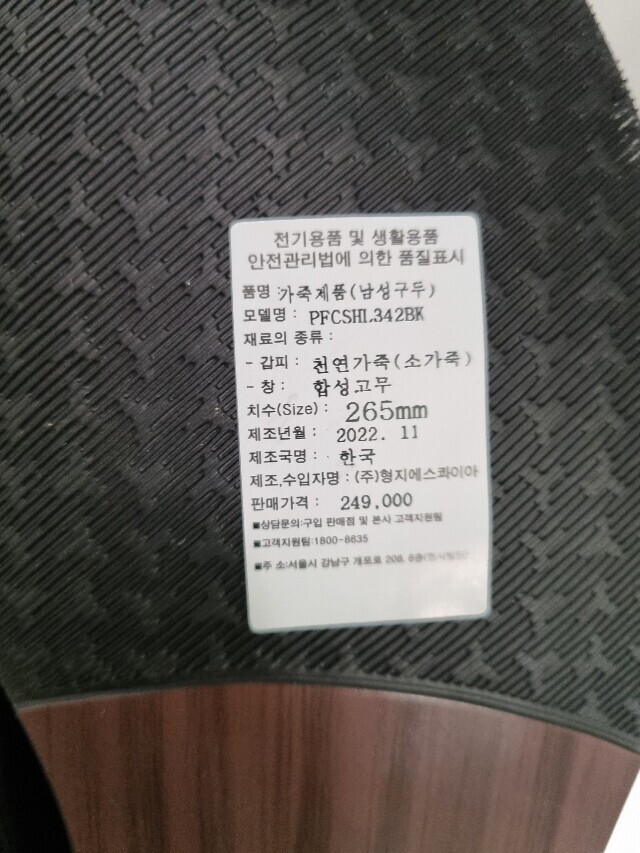 전기용품 및 생활용품
안전관리법에 의한 품질표시
품명 : 가죽제품(남성구두)
모델명 : PFCSHL342BK
재료의 종류 :
- 갑피 : 천연가죽(소가죽)
- 창 : 합성고무
치수(Size) : 265mm
제조년월 : 2022. 11
제조국명 : 한국
제조,수입자명 : (주)형지에스콰이아
판매가격 : 249,000
■상담문의:구입 판매점 및 본사 고객지원팀
■고객지원팀:1800-8635
■주 소:서울시 강남구 개포로